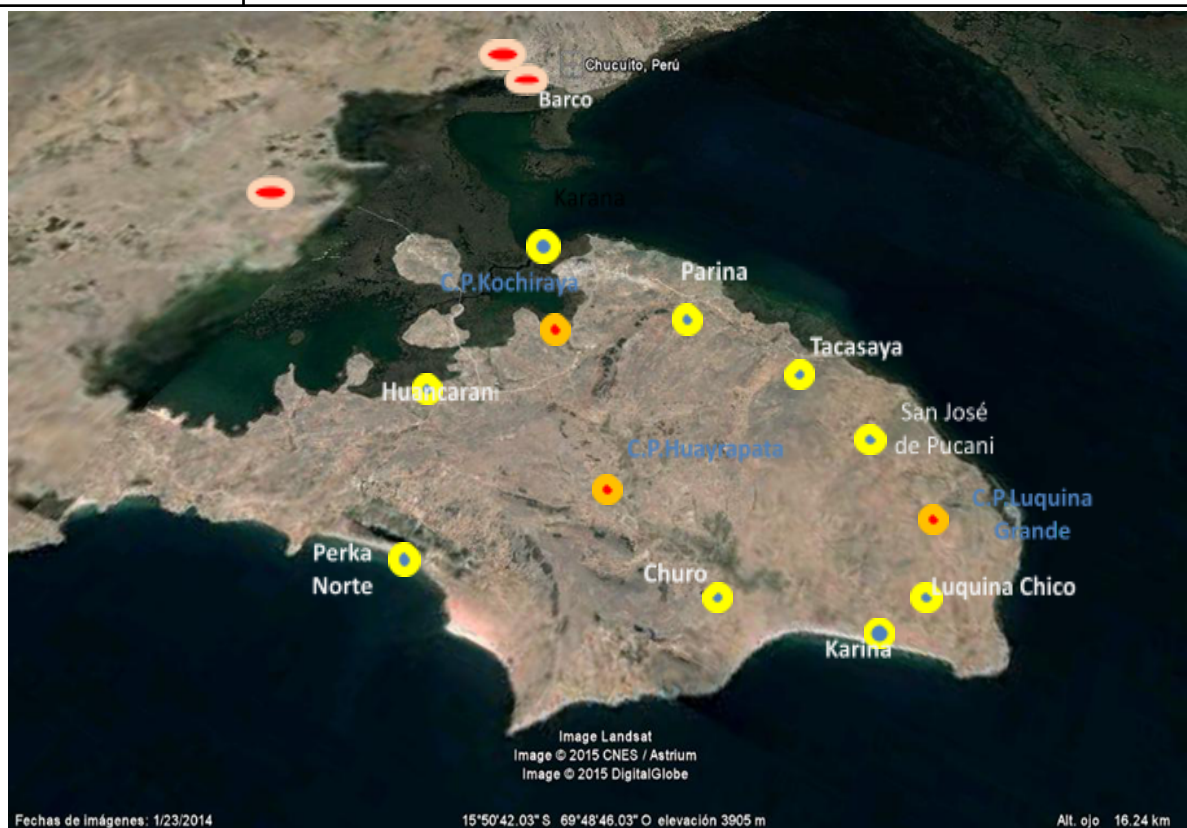 Chucuito, Perú
Barco
Karana
C.P.Kochiraya
Parina
Tacasaya
Huancarani
San José
de Pucani
C.P.Huayrapata
C.P.Luquina
Grande
Perka
Norte
Churo
Luquina Chico
Karina
Image Landsat
Image © 2015 CNES / Astrium
Image © 2015 DigitalGlobe
Fechas de imágenes: 1/23/2014
15°50'42.03" S 69°48'46.03" O elevación 3905 m
Alt. ojo 16.24 km